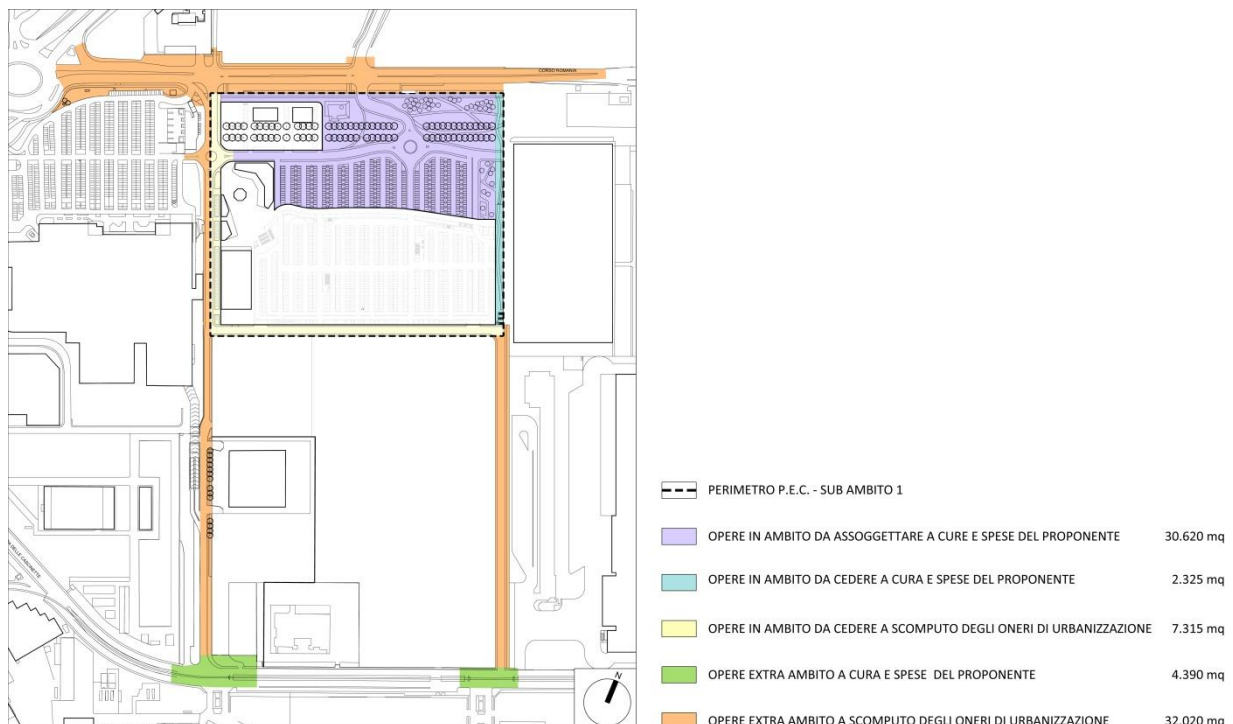 CORSO ROMANIA
DELLE CASCINETTE
N
PERIMETRO P.E.C. - SUB AMBITO 1
OPERE IN AMBITO DA ASSOGGETTARE A CURE E SPESE DEL PROPONENTE 30.620 mq
OPERE IN AMBITO DA CEDERE A CURA E SPESE DEL PROPONENTE 2.325 mq
OPERE IN AMBITO DA CEDERE A SCOMPUTO DEGLI ONERI DI URBANIZZAZIONE 7.315 mq
OPERE EXTRA AMBITO A CURA E SPESE DEL PROPONENTE 4.390 mq
OPERE EXTRA AMBITO A SCOMPUTO DEGLI ONERI DI URBANIZZAZIONE 32.020 mq